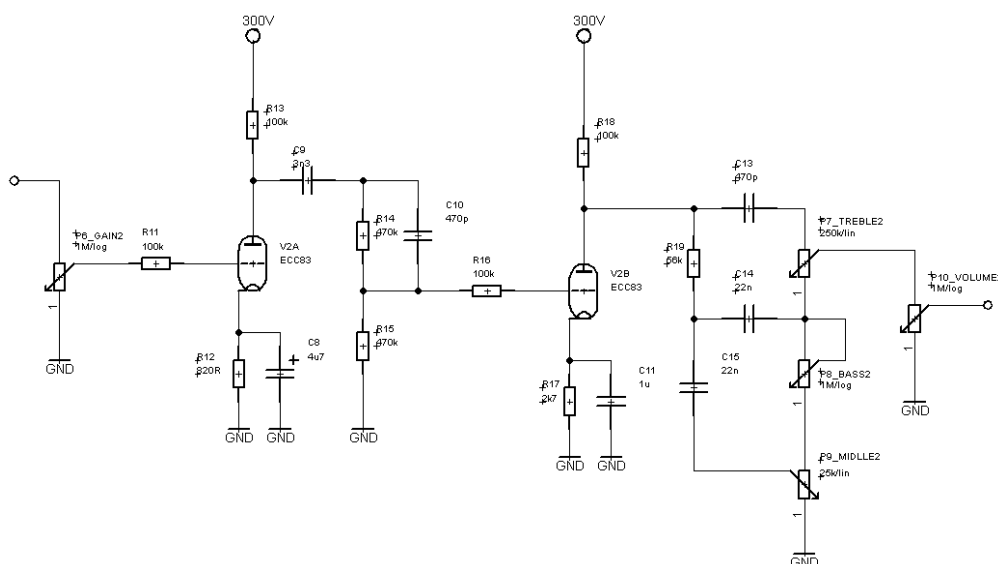 300V
300V
R13
100k
R18
100k
C9
3n3
C13
470p
P6_GAIN2
1M/log
R11
100k
V2A
ECC83
R14
470k
C10
470p
P7_TREBLE2
250k/lin
R19
56k
C14
22n
R16
100k
V2B
ECC83
P10_VOLUME2
1M/log
1
1
1
GND
R12
820R
C8
4u7
R15
470k
C15
22n
P8_BASS2
1M/log
1
R17
2k7
C11
1u
GND
GND
GND
GND
GND
GND
GND
P9_MIDLLE2
25k/lin
1
GND